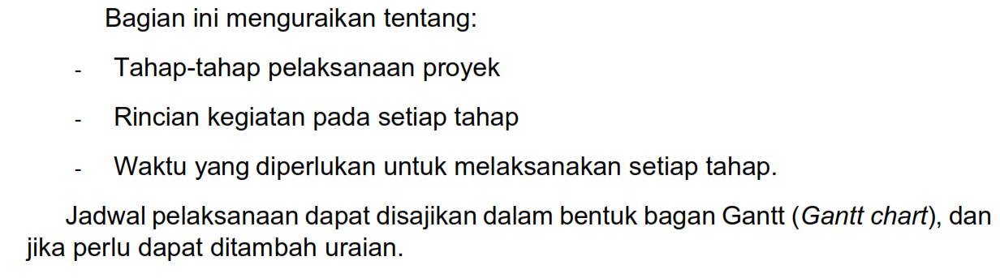 Bagian ini menguraikan tentang:
- Tahap-tahap pelaksanaan proyek
- Rincian kegiatan pada setiap tahap
- Waktu yang diperlukan untuk melaksanakan setiap tahap.
Jadwal pelaksanaan dapat disajikan dalam bentuk bagan Gantt (Gantt chart), dan
jika perlu dapat ditambah uraian.